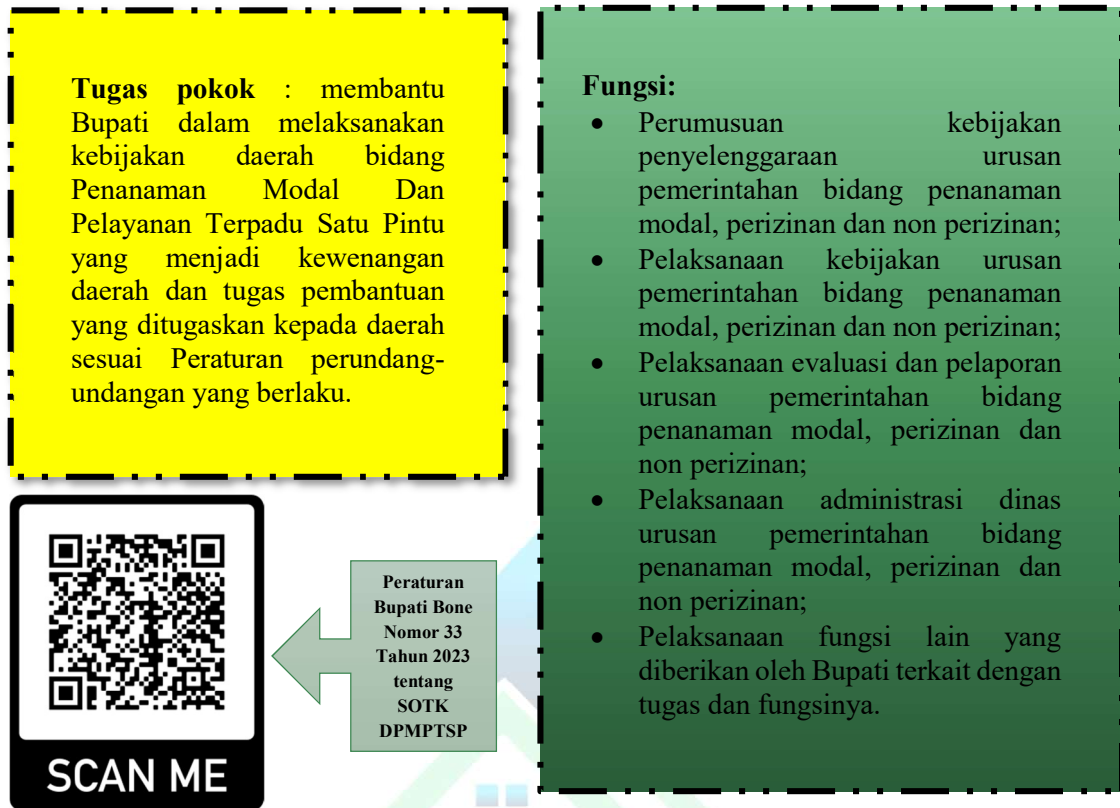 Tugas pokok : membantu
Bupati dalam melaksanakan
kebijakan daerah bidang
Penanaman Modal Dan
Pelayanan Terpadu Satu Pintu
yang menjadi kewenangan
daerah dan tugas pembantuan
yang ditugaskan kepada daerah
sesuai Peraturan perundang-
undangan yang berlaku.
Fungsi:
• Perumusuan kebijakan
penyelenggaraan urusan
pemerintahan bidang penanaman
modal, perizinan dan non perizinan;
• Pelaksanaan kebijakan urusan
pemerintahan bidang penanaman
modal, perizinan dan non perizinan;
• Pelaksanaan evaluasi dan pelaporan
urusan pemerintahan bidang
penanaman modal, perizinan dan
non perizinan;
• Pelaksanaan administrasi dinas
urusan pemerintahan bidang
penanaman modal, perizinan dan
non perizinan;
• Pelaksanaan fungsi lain yang
diberikan oleh Bupati terkait dengan
tugas dan fungsinya.
Peraturan
Bupati Bone
Nomor 33
Tahun 2023
tentang
SOTK
DPMPTSP
SCAN ME